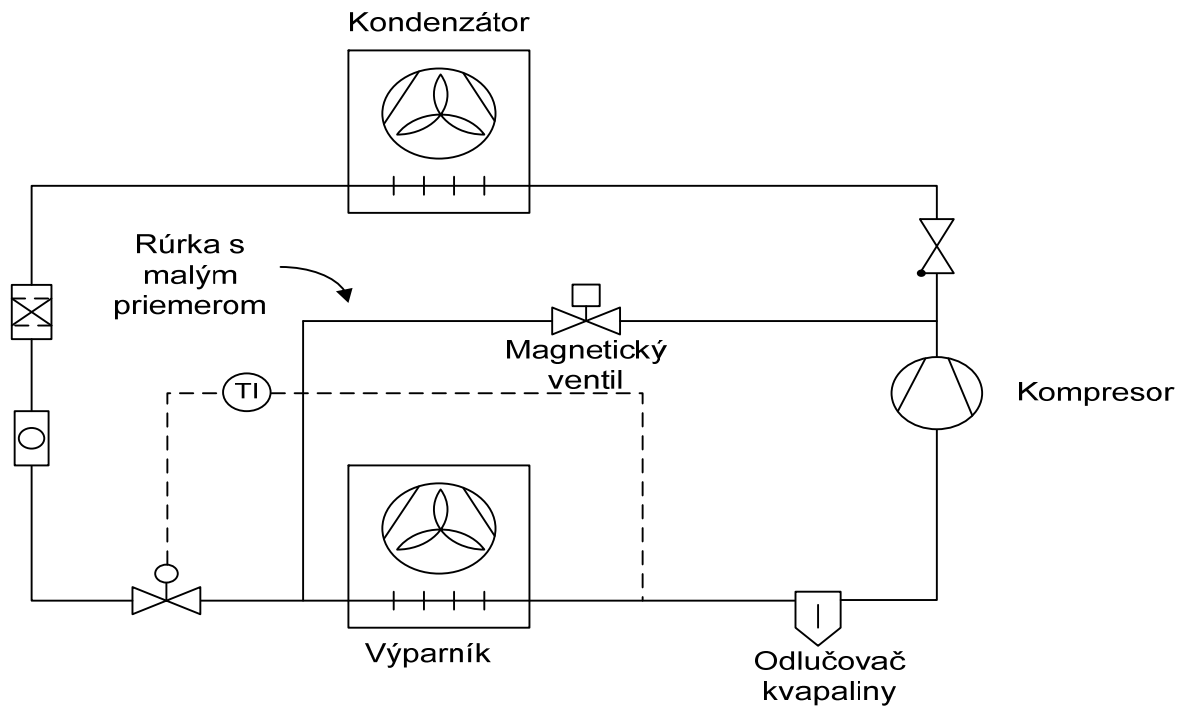 Kondenzátor
Rúrka s
malým
priemerom
Magnetický
ventil
TI
Kompresor
Výparník
Odlučovač
kvapaliny